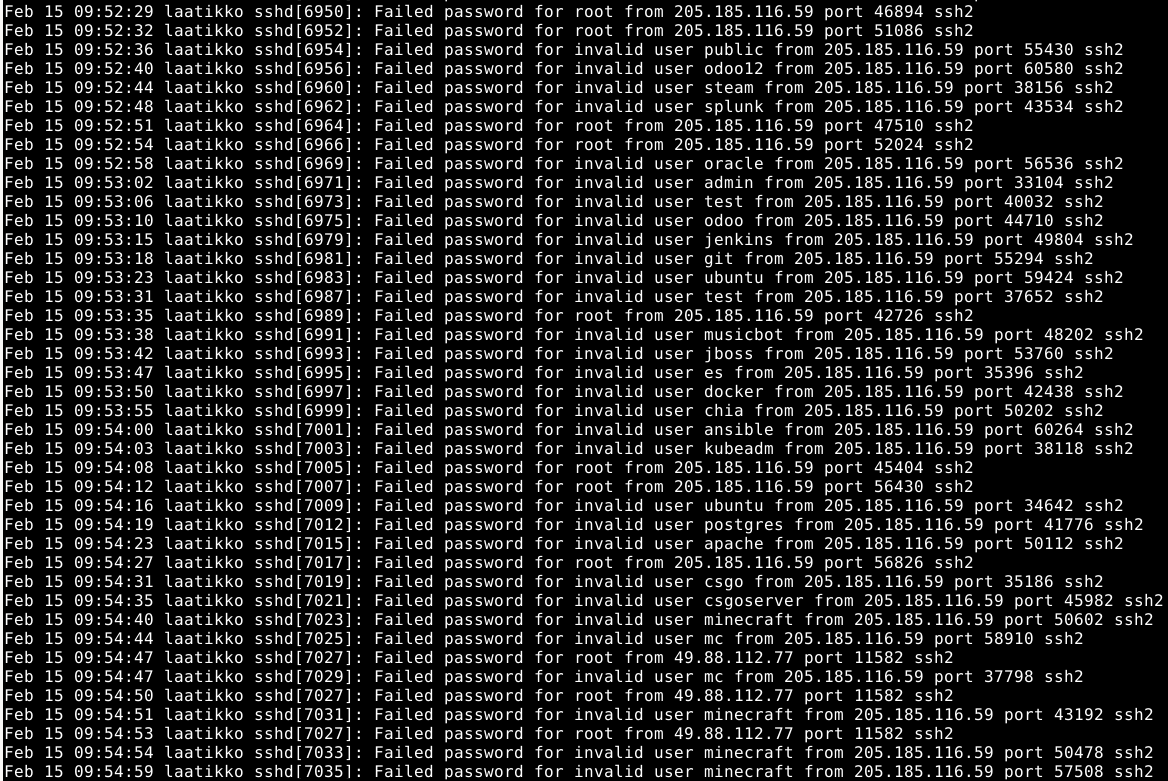 Feb 15 09:52:29 laatikko sshd[6950]: Failed password for root from 205.185.116.59 port 46894 ssh2
Feb 15 09:52:32 laatikko sshd[6952]: Failed password for root from 205.185.116.59 port 51086 ssh2
Feb 15 09:52:36 laatikko sshd[6954]: Failed password for invalid user public from 205.185.116.59 port 55430 ssh2
Feb 15 09:52:40 laatikko sshd[6956]: Failed password for invalid user odoo12 from 205.185.116.59 port 60580 ssh2
Feb 15 09:52:44 laatikko sshd[6960]: Failed password for invalid user steam from 205.185.116.59 port 38156 ssh2
Feb 15 09:52:48 laatikko sshd[6962]: Failed password for invalid user splunk from 205.185.116.59 port 43534 ssh2
Feb 15 09:52:51 laatikko sshd[6964]: Failed password for root from 205.185.116.59 port 47510 ssh2
Feb 15 09:52:54 laatikko sshd[6966]: Failed password for root from 205.185.116.59 port 52024 ssh2
Feb 15 09:52:58 laatikko sshd[6969]: Failed password for invalid user oracle from 205.185.116.59 port 56536 ssh2
Feb 15 09:53:02 laatikko sshd[6971]: Failed password for invalid user admin from 205.185.116.59 port 33104 ssh2
Feb 15 09:53:06 laatikko sshd[6973]: Failed password for invalid user test from 205.185.116.59 port 40032 ssh2
Feb 15 09:53:10 laatikko sshd[6975]: Failed password for invalid user odoo from 205.185.116.59 port 44710 ssh2
Feb 15 09:53:15 laatikko sshd[6979]: Failed password for invalid user jenkins from 205.185.116.59 port 49804 ssh2
Feb 15 09:53:18 laatikko sshd[6981]: Failed password for invalid user git from 205.185.116.59 port 55294 ssh2
Feb 15 09:53:23 laatikko sshd[6983]: Failed password for invalid user ubuntu from 205.185.116.59 port 59424 ssh2
Feb 15 09:53:31 laatikko sshd[6987]: Failed password for invalid user test from 205.185.116.59 port 37652 ssh2
Feb 15 09:53:35 laatikko sshd[6989]: Failed password for root from 205.185.116.59 port 42726 ssh2
Feb 15 09:53:38 laatikko sshd[6991]: Failed password for invalid user musicbot from 205.185.116.59 port 48202 ssh2
Feb 15 09:53:42 laatikko sshd[6993]: Failed password for invalid user jboss from 205.185.116.59 port 53760 ssh2
Feb 15 09:53:47 laatikko sshd[6995]: Failed password for invalid user es from 205.185.116.59 port 35396 ssh2
Feb 15 09:53:50 laatikko sshd[6997]: Failed password for invalid user docker from 205.185.116.59 port 42438 ssh2
Feb 15 09:53:55 laatikko sshd[6999]: Failed password for invalid user chia from 205.185.116.59 port 50202 ssh2
Feb 15 09:54:00 laatikko sshd[7001]: Failed password for invalid user ansible from 205.185.116.59 port 60264 ssh2
Feb 15 09:54:03 laatikko sshd[7003]: Failed password for invalid user kubeadm from 205.185.116.59 port 38118 ssh2
Feb 15 09:54:08 laatikko sshd[7005]: Failed password for root from 205.185.116.59 port 45404 ssh2
Feb 15 09:54:12 laatikko sshd[7007]: Failed password for root from 205.185.116.59 port 56430 ssh2
Feb 15 09:54:16 laatikko sshd[7009]: Failed password for invalid user ubuntu from 205.185.116.59 port 34642 ssh2
Feb 15 09:54:19 laatikko sshd[7012]: Failed password for invalid user postgres from 205.185.116.59 port 41776 ssh2
Feb 15 09:54:23 laatikko sshd[7015]: Failed password for invalid user apache from 205.185.116.59 port 50112 ssh2
Feb 15 09:54:27 laatikko sshd[7017]: Failed password for root from 205.185.116.59 port 56826 ssh2
Feb 15 09:54:31 laatikko sshd[7019]: Failed password for invalid user csgo from 205.185.116.59 port 35186 ssh2
Feb 15 09:54:35 laatikko sshd[7021]: Failed password for invalid user csgoserver from 205.185.116.59 port 45982 ssh2
Feb 15 09:54:40 laatikko sshd[7023]: Failed password for invalid user minecraft from 205.185.116.59 port 50602 ssh2
Feb 15 09:54:44 laatikko sshd[7025]: Failed password for invalid user mc from 205.185.116.59 port 58910 ssh2
Feb 15 09:54:47 laatikko sshd[7027]: Failed password for root from 49.88.112.77 port 11582 ssh2
Feb 15 09:54:47 laatikko sshd[7029]: Failed password for invalid user mc from 205.185.116.59 port 37798 ssh2
Feb 15 09:54:50 laatikko sshd[7027]: Failed password for root from 49.88.112.77 port 11582 ssh2
Feb 15 09:54:51 laatikko sshd[7031]: Failed password for invalid user minecraft from 205.185.116.59 port 43192 ssh2
Feb 15 09:54:53 laatikko sshd[7027]: Failed password for root from 49.88.112.77 port 11582 ssh2
Feb 15 09:54:54 laatikko sshd[7033]: Failed password for invalid user minecraft from 205.185.116.59 port 50478 ssh2
Feb 15 09:54:59 laatikko sshd[7035]: Failed password for invalid user minecraft from 205.185.116.59 port 57508 ssh2